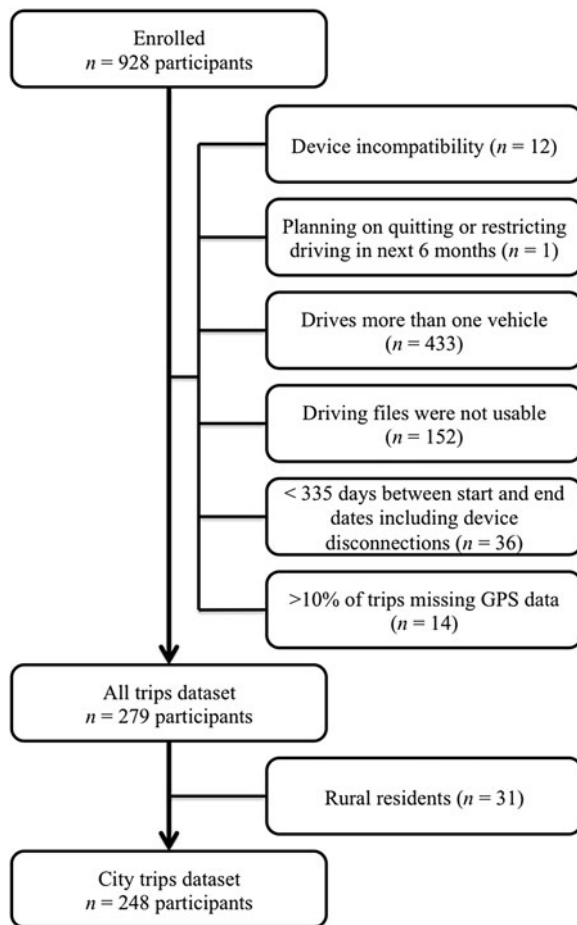 Enrolled
n = 928 participants
Device incompatibility (n = 12)
Planning on quitting or restricting
driving in next 6 months (n = 1)
Drives more than one vehicle
(n = 433)
Driving files were not usable
(n = 152)
< 335 days between start and end
dates including device
disconnections (n = 36)
>10% of trips missing GPS data
(n = 14)
All trips dataset
n = 279 participants
Rural residents (n = 31)
City trips dataset
n = 248 participants